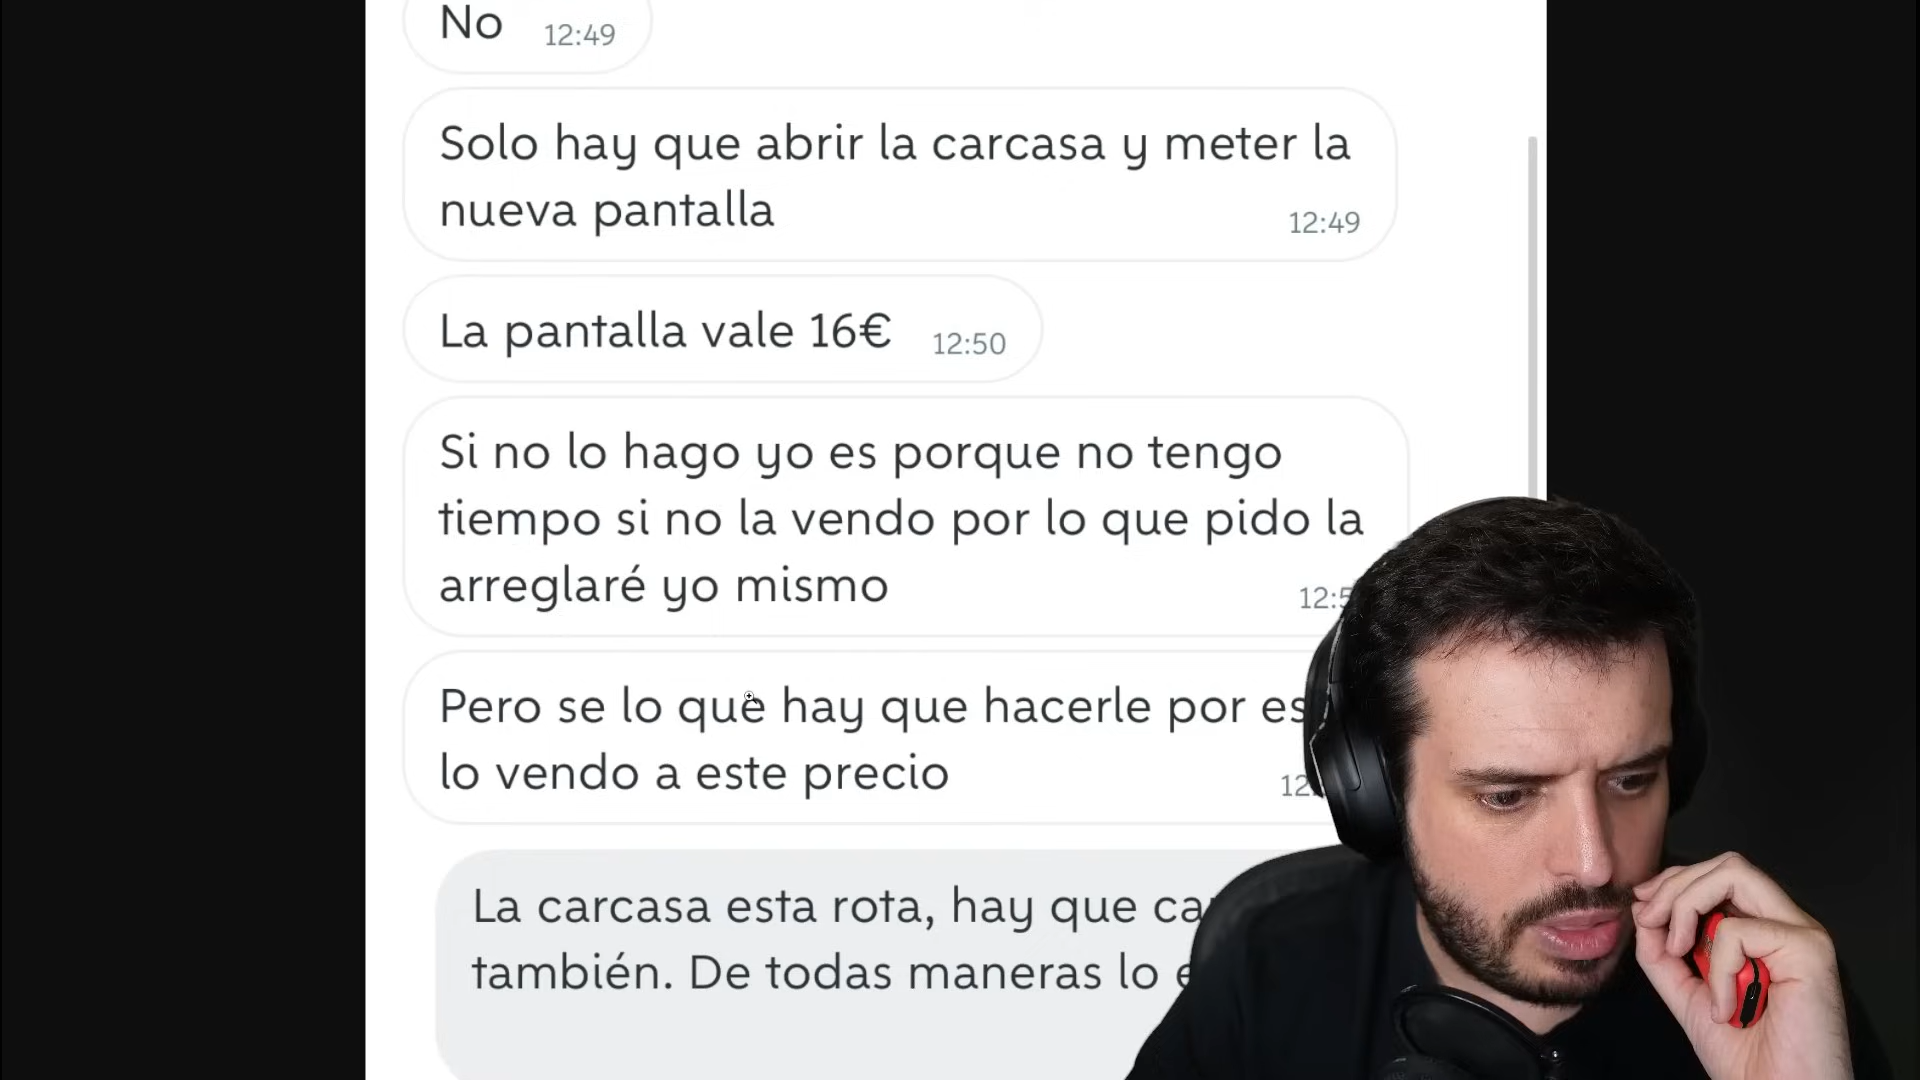 No 12:49
Solo hay que abrir la carcasa y meter la
nueva pantalla 12:49
La pantalla vale 16€ 12:50
Si no lo hago yo es porque no tengo
tiempo si no la vendo por lo que pido la
arreglaré yo mismo
Pero se lo que hay que hacerle por
lo vendo a este precio
La carcasa esta rota, hay que
también. De todas maneras lo